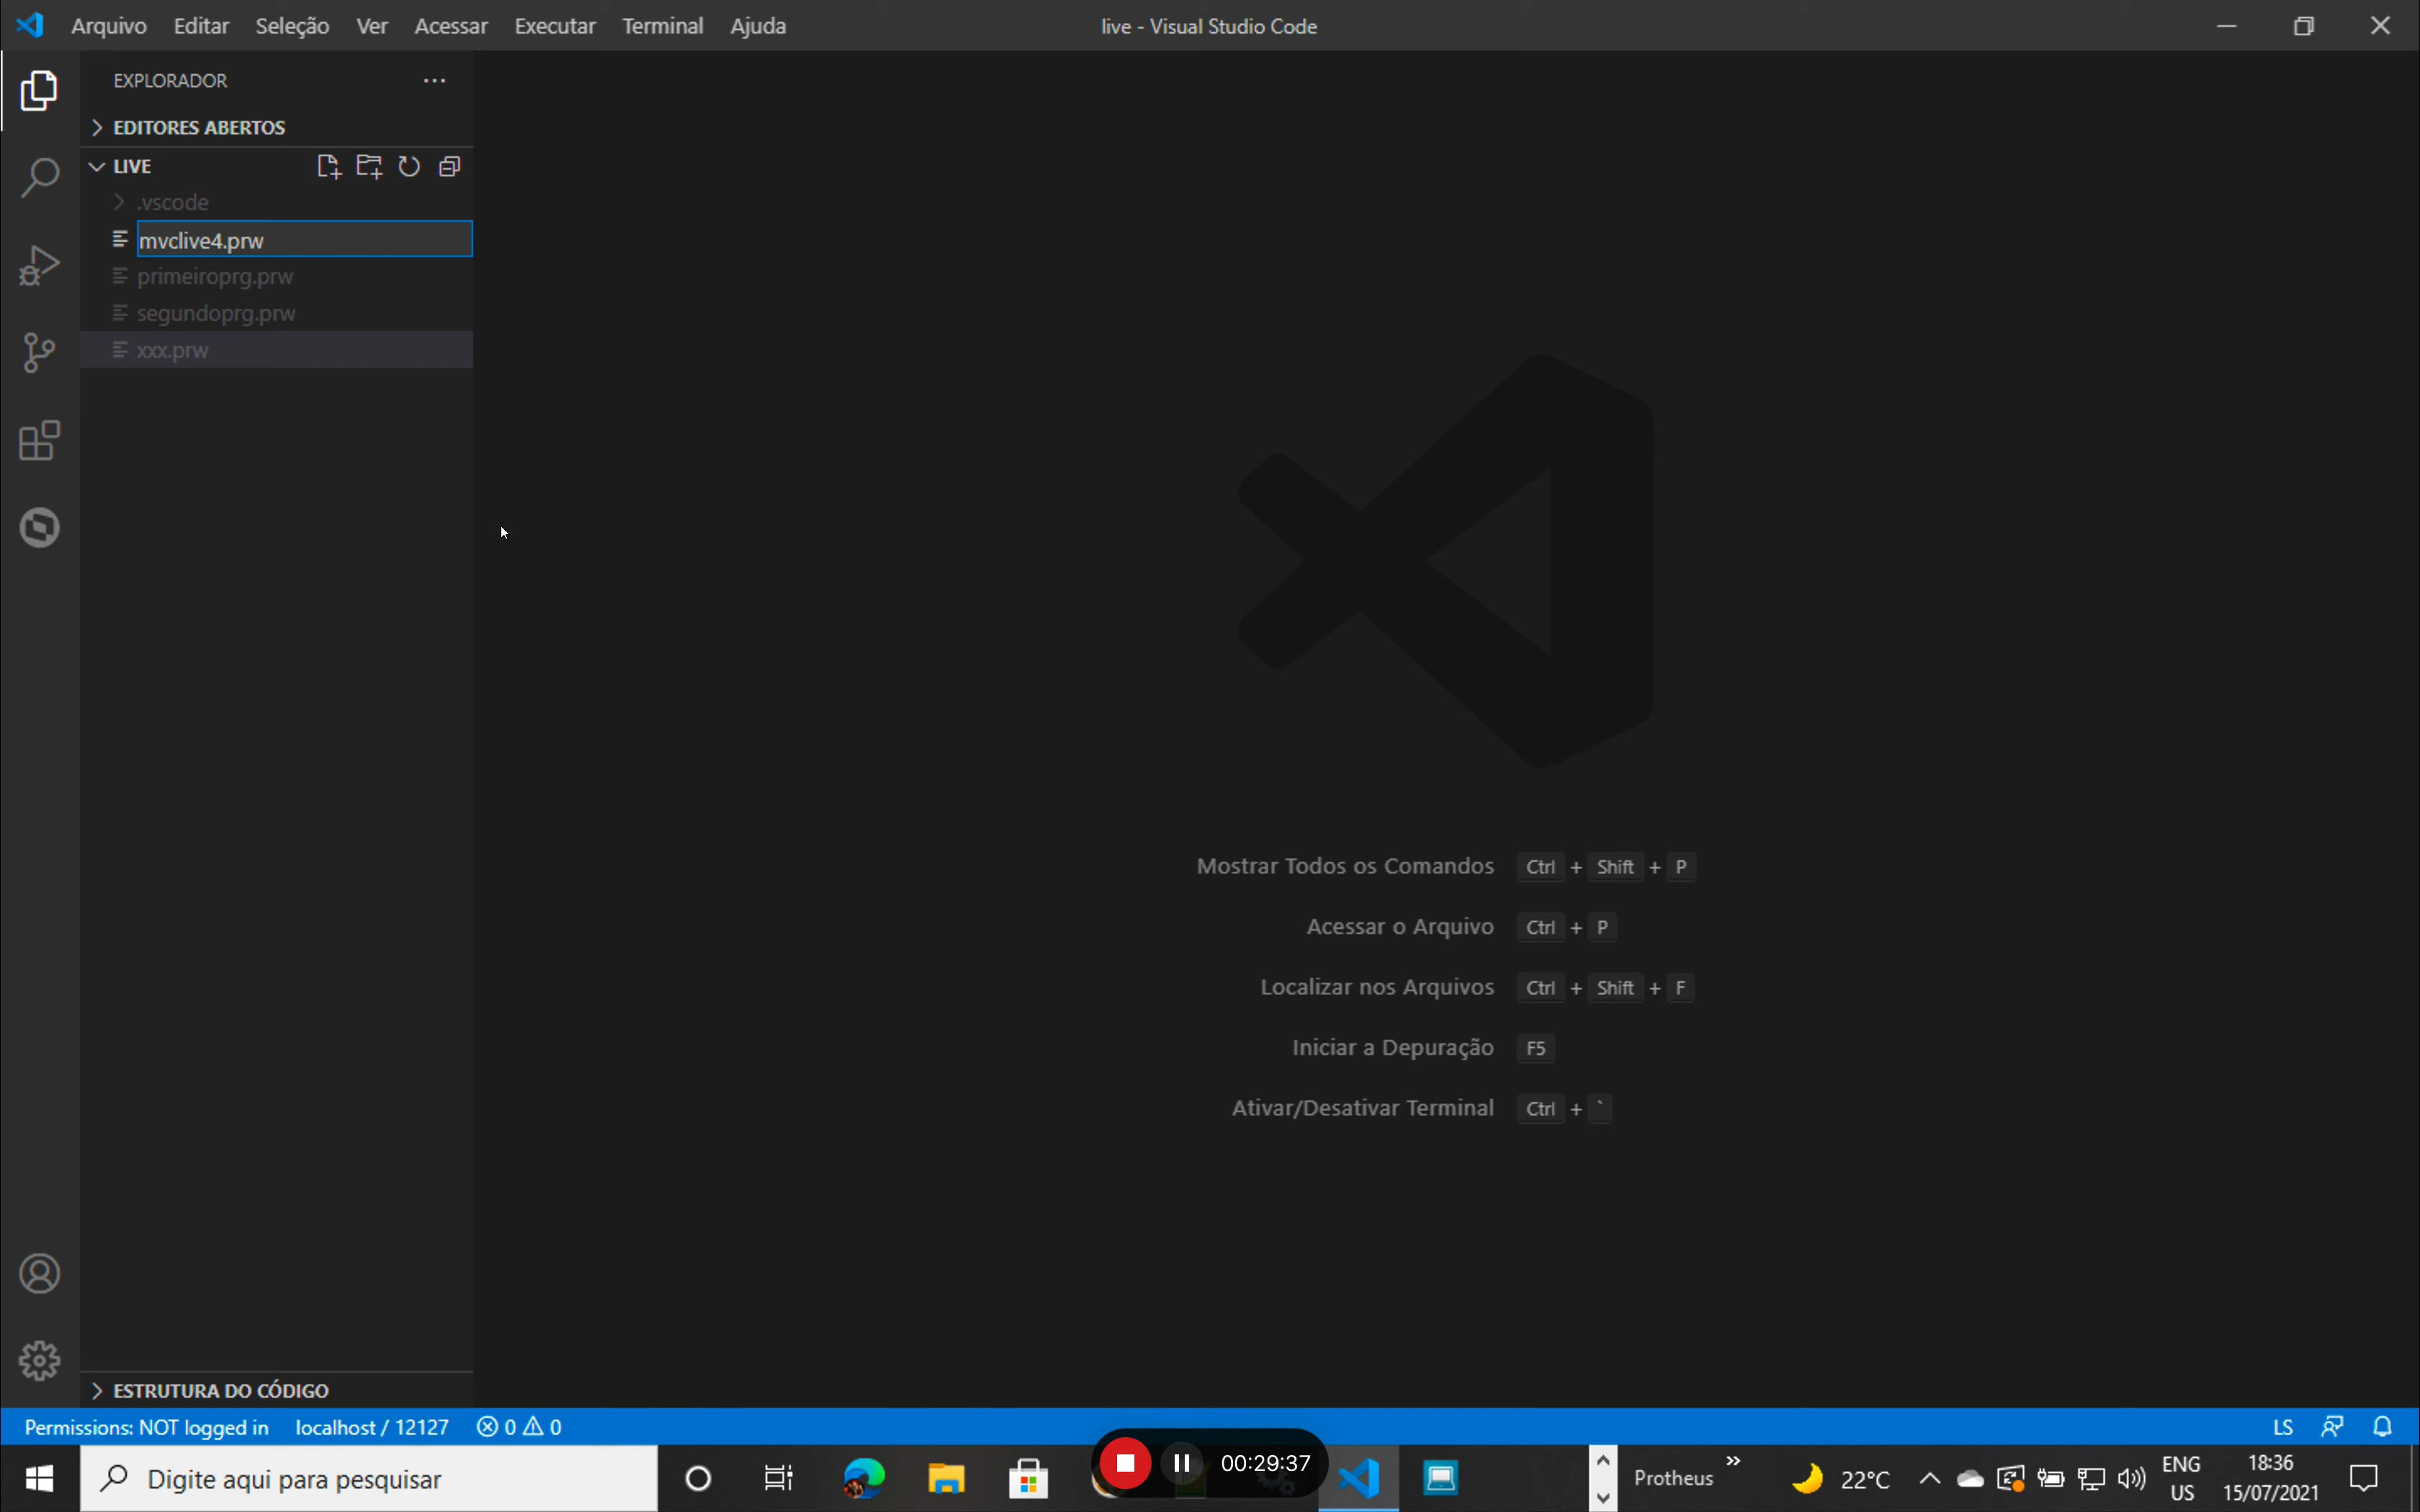 Arquivo Editar Seleção Ver Acessar Executar Terminal Ajuda
live - Visual Studio Code
EXPLORADOR
EDITORES ABERTOS
LIVE
.vscode
mvclive4.prw
primeiroprg.prw
segundoprg.prw
xxx.prw
Mostrar Todos os Comandos Ctrl + Shift + P
Acessar o Arquivo Ctrl + P
Localizar nos Arquivos Ctrl + Shift + F
Iniciar a Depuração F5
Ativar/Desativar Terminal Ctrl + `
ESTRUTURA DO CÓDIGO
Permissions: NOT logged in localhost / 12127 0 0 LS
Digite aqui para pesquisar
00:29:37
Protheus
22°C
ENG
US
18:36
15/07/2021